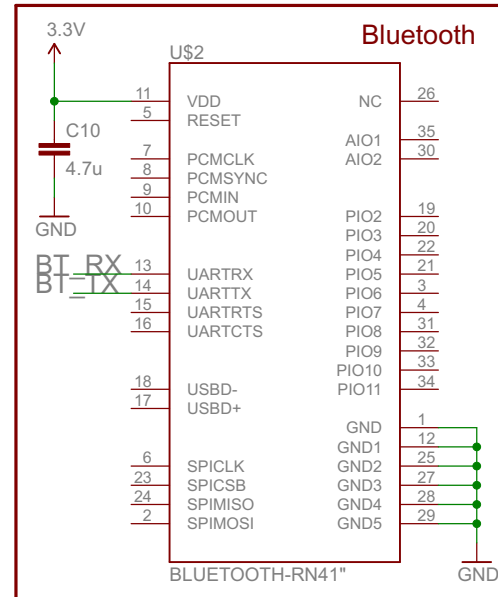 Bluetooth
3.3V
U$2
11 VDD
5 RESET
C10
4.7u
GND
7 PCMCLK
8 PCMSYNC
9 PCMIN
10 PCMOUT
BT_RX 13 UARTRX
BT_TX 14 UARTTX
15 UARTRTS
16 UARTCTS
18 USBD-
17 USBD+
6 SPICLK
23 SPICSB
24 SPIMISO
2 SPIMOSI
NC 26
AIO1 35
AIO2 30
PIO2 19
PIO3 20
PIO4 22
PIO5 21
PIO6 3
PIO7 4
PIO8 31
PIO9 32
PIO10 33
PIO11 34
GND 1
GND1 12
GND2 25
GND3 27
GND4 28
GND5 29
GND
BLUETOOTH-RN41"